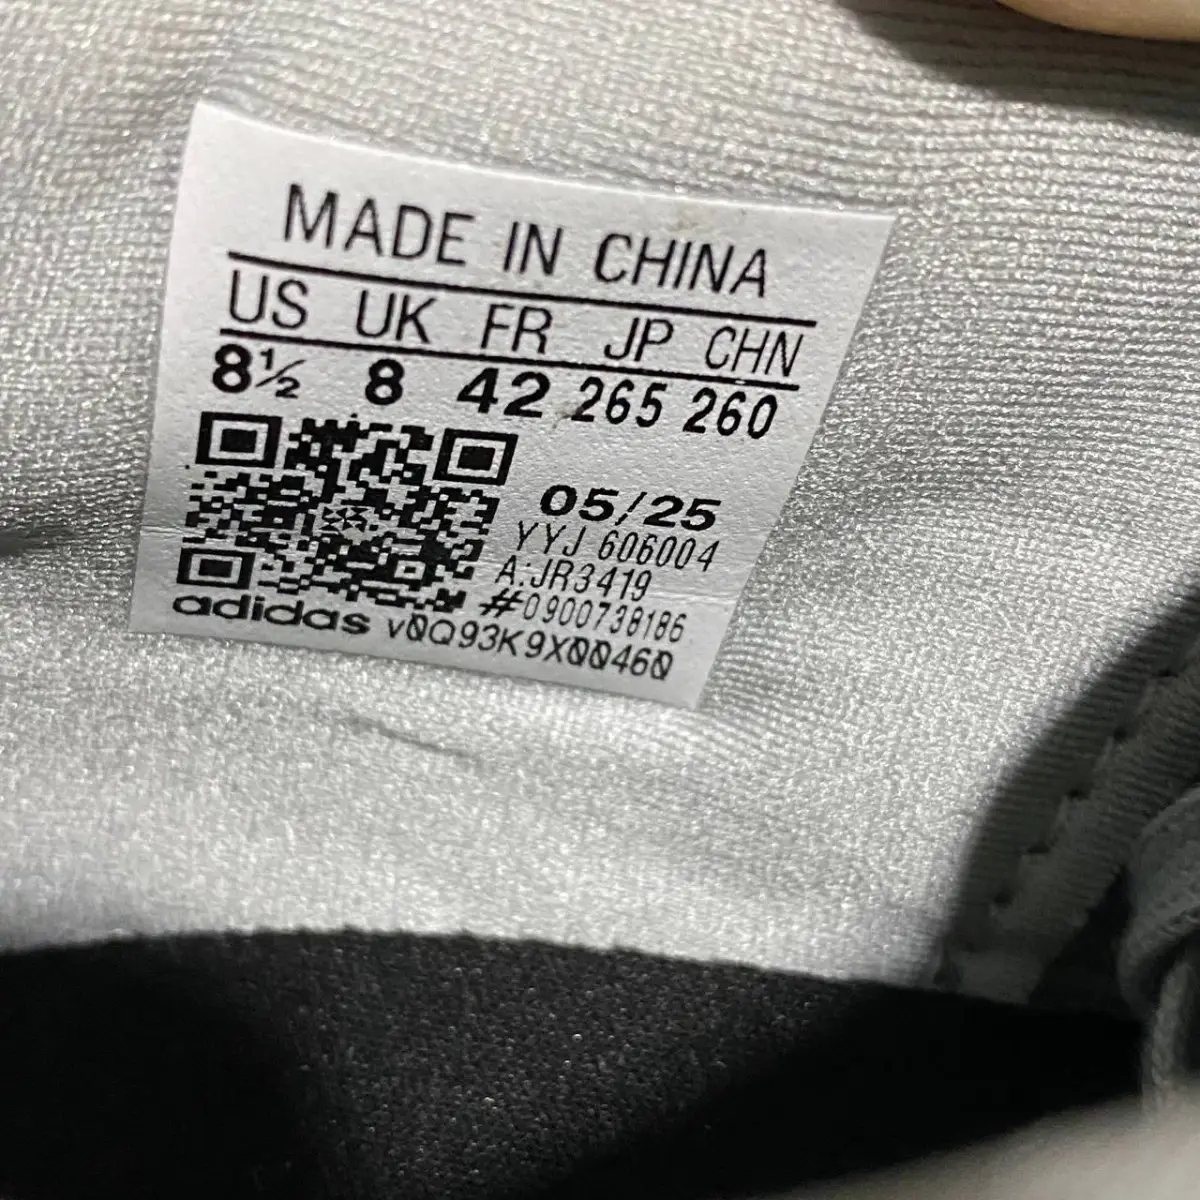 MADE IN CHINA
US UK FR JP CHN
8½ 8 42 265 260
05/25
YYJ 606004
A:JR3419
#0900738186
adidas v0Q93K9X00460